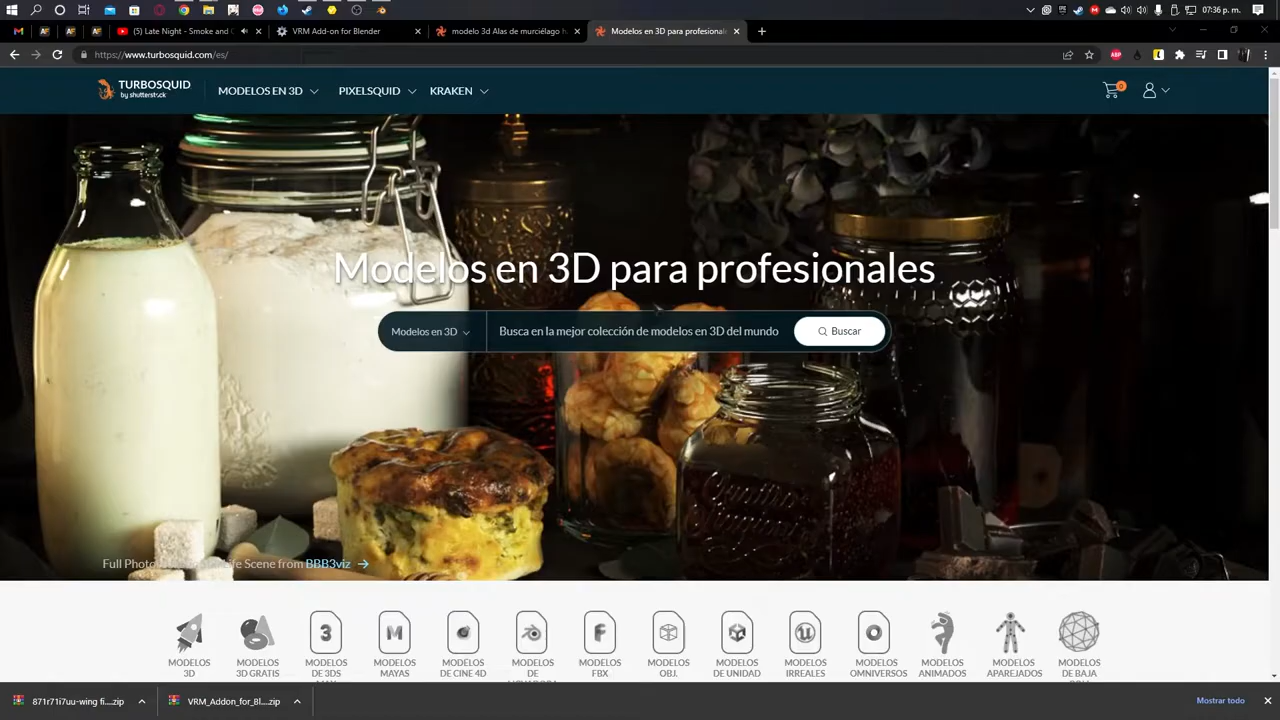 (5) Late Night - Smoke and C
VRM Add-on for Blender
modelo 3d Alas de murciélago h
Modelos en 3D para profesional
07:36 p. m.
https://www.turbosquid.com/es/
ABP
TURBOSQUID
by shutterstock
MODELOS EN 3D
PIXELSQUID
KRAKEN
0
Modelos en 3D para profesionales
Modelos en 3D
Busca en la mejor colección de modelos en 3D del mundo
Buscar
Full Photo
Life Scene from BBB3viz
MODELOS 3D
MODELOS 3D GRATIS
MODELOS DE 3DS
MODELOS MAYAS
MODELOS DE CINE 4D
MODELOS DE
MODELOS FBX
MODELOS OBJ.
MODELOS DE UNIDAD
MODELOS IRREALES
MODELOS OMNIVERSOS
MODELOS ANIMADOS
MODELOS APAREJADOS
MODELOS DE BAJA
871r71i7uu-wing fi....zip
VRM_Addon_for_Bl....zip
Mostrar todo